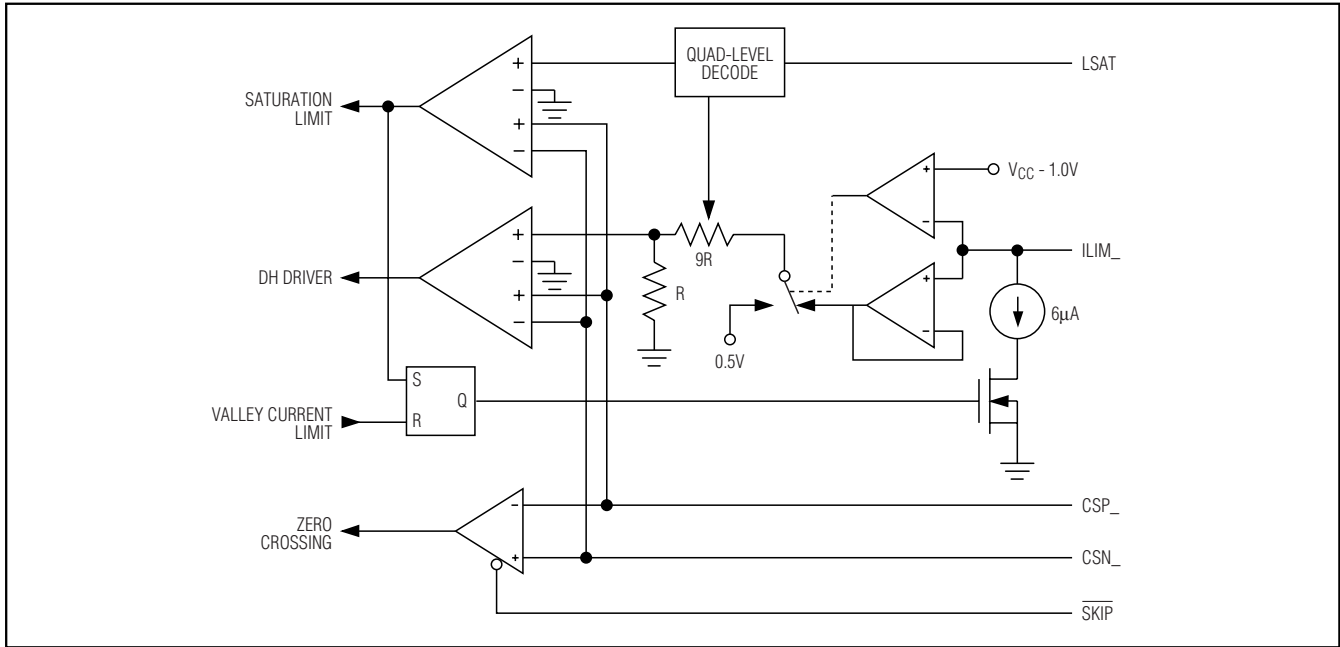 QUAD-LEVEL
DECODE
LSAT
+
−
+
−
SATURATION
LIMIT
+
−
VCC - 1.0V
ILIM_
9R
+
−
+
−
DH DRIVER
R
+
−
0.5V
6μA
S
Q
R
VALLEY CURRENT
LIMIT
−
+
CSP_
ZERO
CROSSING
CSN_
SKIP